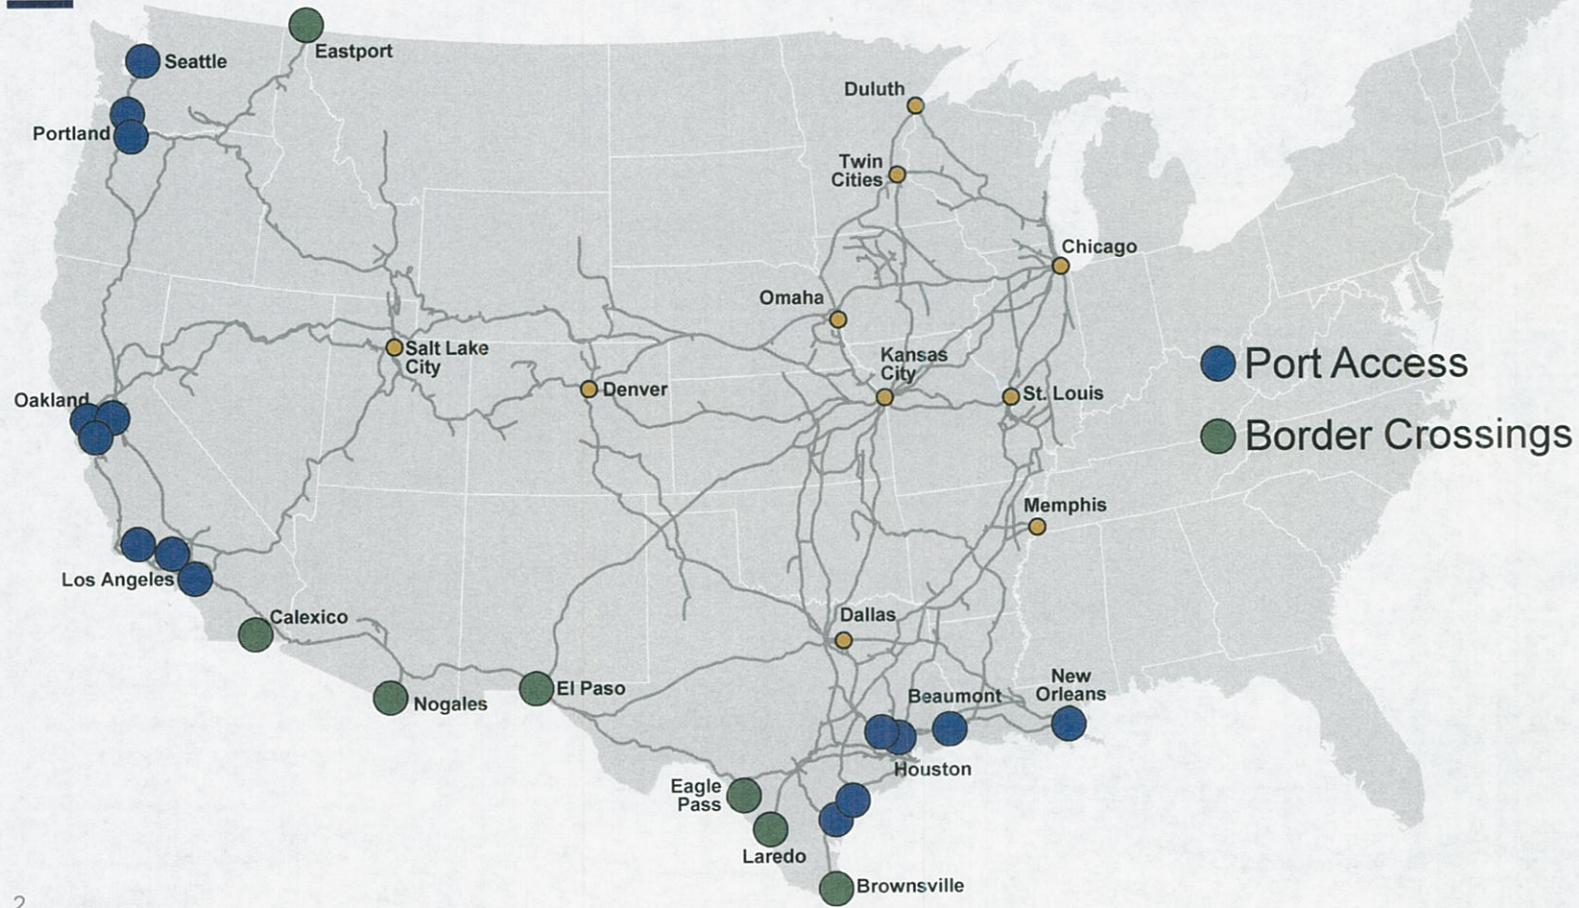 Eastport
Seattle
Portland
Duluth
Twin
Cities
Chicago
Omaha
Salt Lake
City
Kansas
City
Denver
St. Louis
Port Access
Oakland
Border Crossings
Memphis
Los Angeles
Calexico
Dallas
Nogales
El Paso
Beaumont
New
Orleans
Houston
Eagle
Pass
Laredo
Brownsville
2